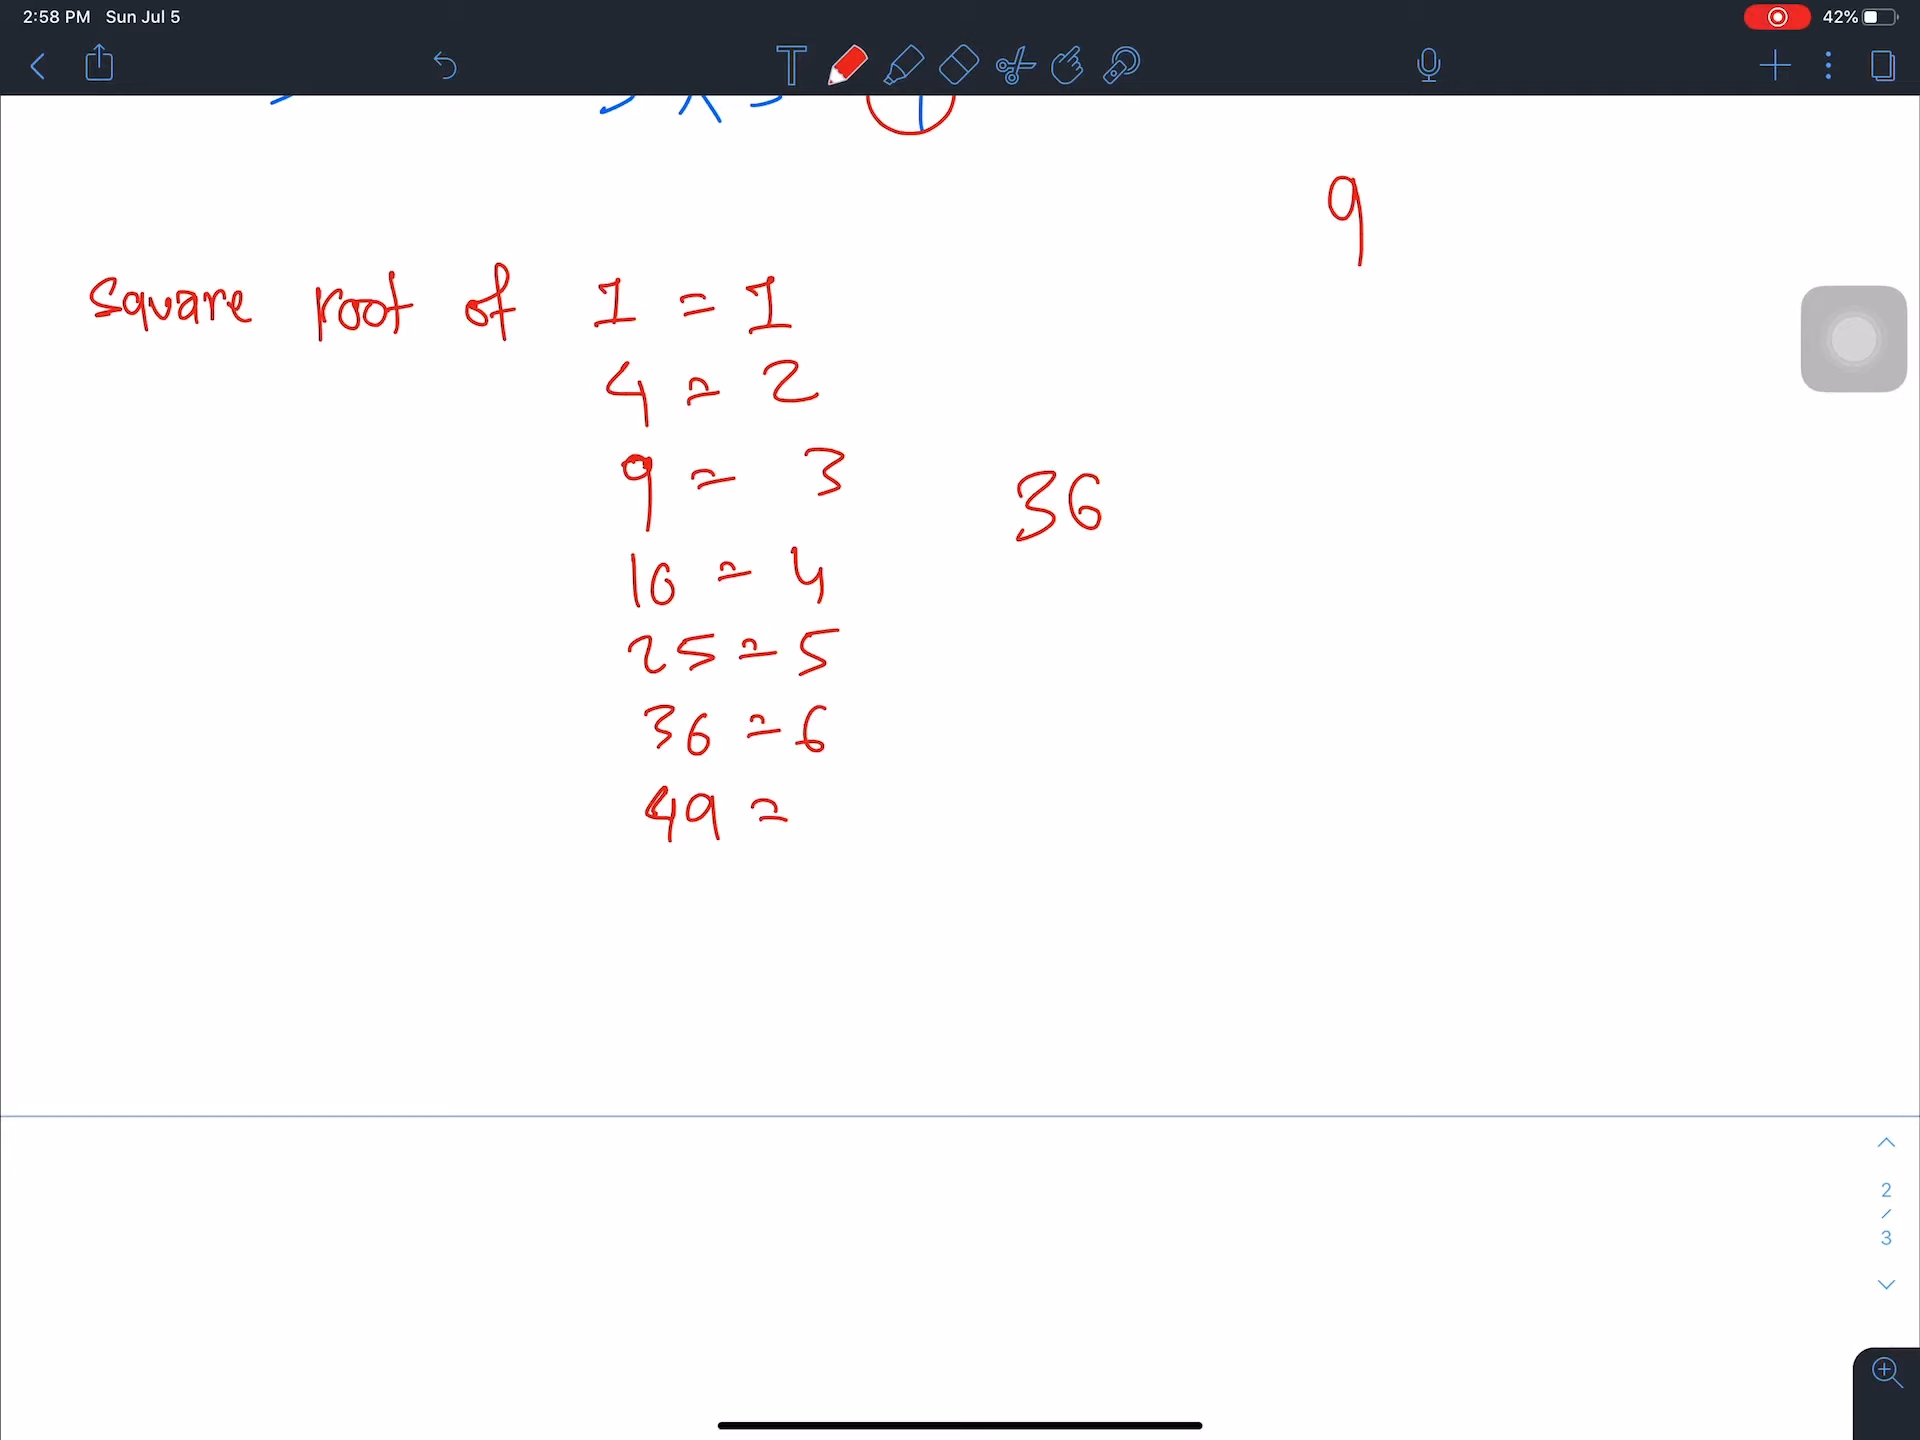 2:58 PM Sun Jul 5
42%
9
square root of 1 = 1
4 = 2
9 = 3
36
16 = 4
25 = 5
36 = 6
49 =
2
/
3